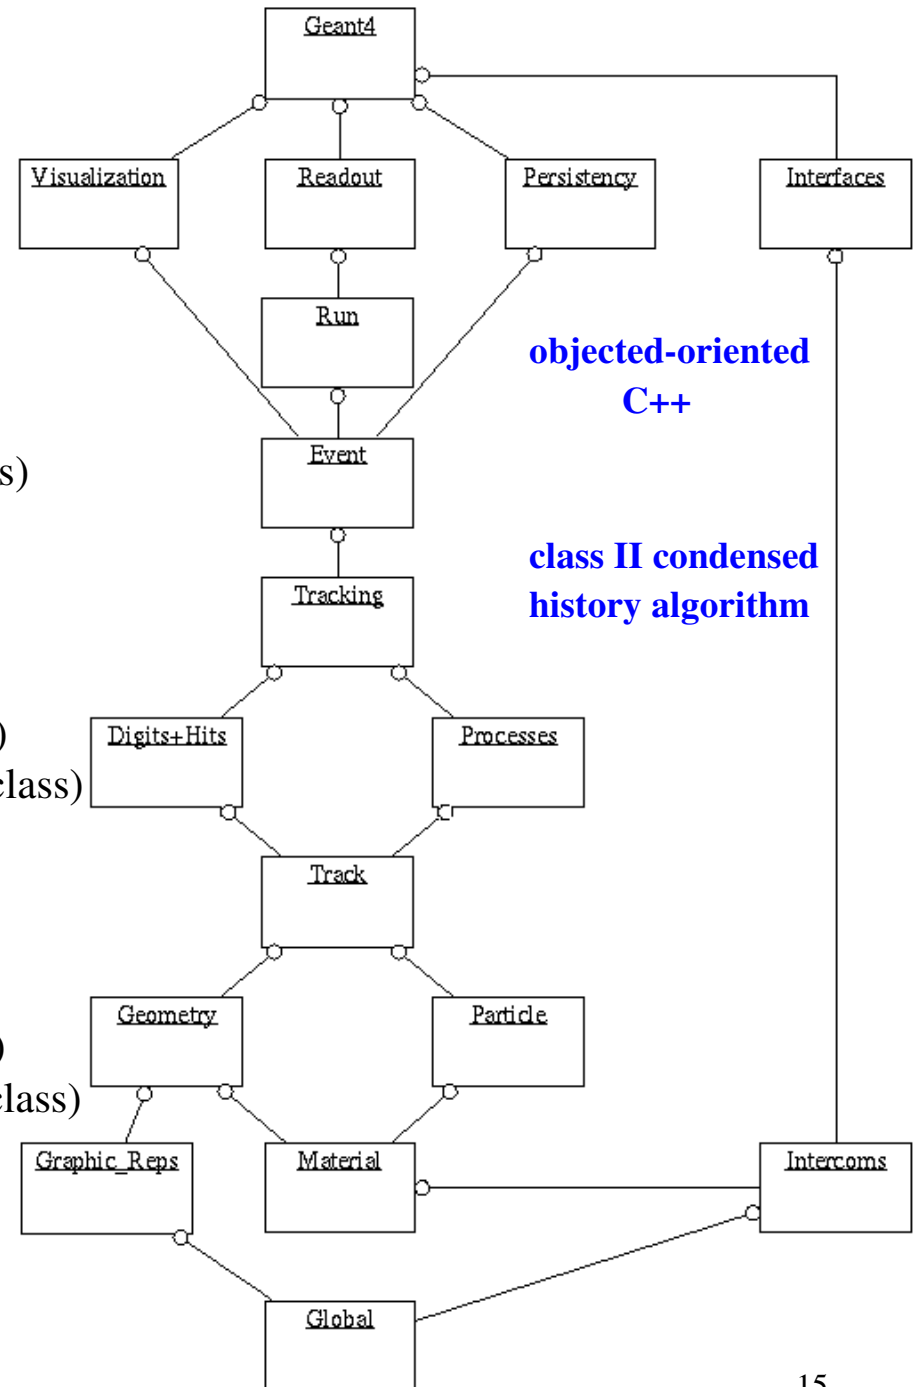 Geant4
Visualization
Readout
Persistency
Interfaces
Run
objected-oriented
C++
Event
s)
class II condensed
history algorithm
Tracking
)
Digits+Hits
Processes
class)
Track
Geometry
Particle
)
class)
Graphic_Reps
Material
Intercoms
Global
15